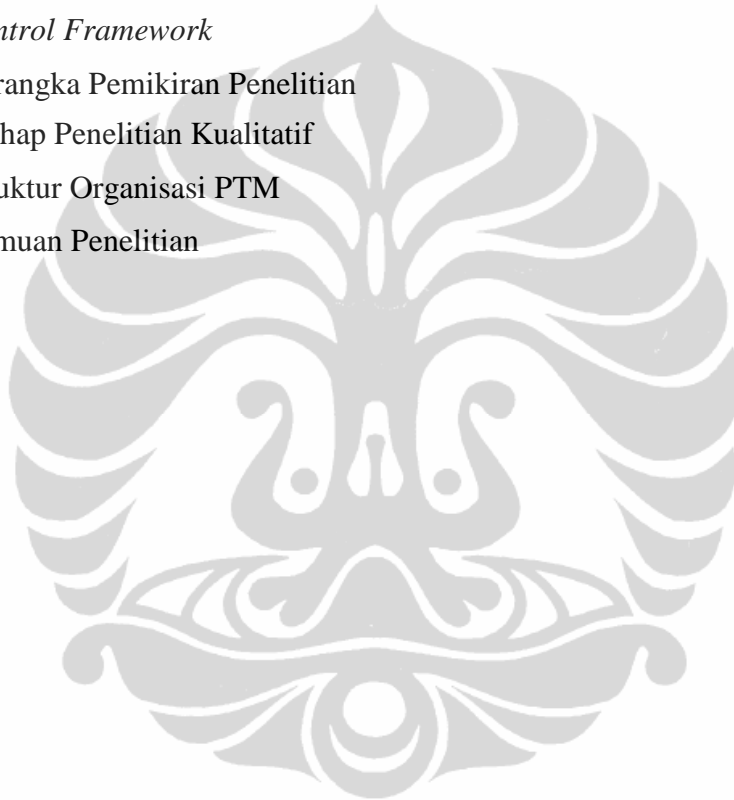 ntrol Framework
rangka Pemikiran Penelitian
hap Penelitian Kualitatif
uktur Organisasi PTM
muan Penelitian